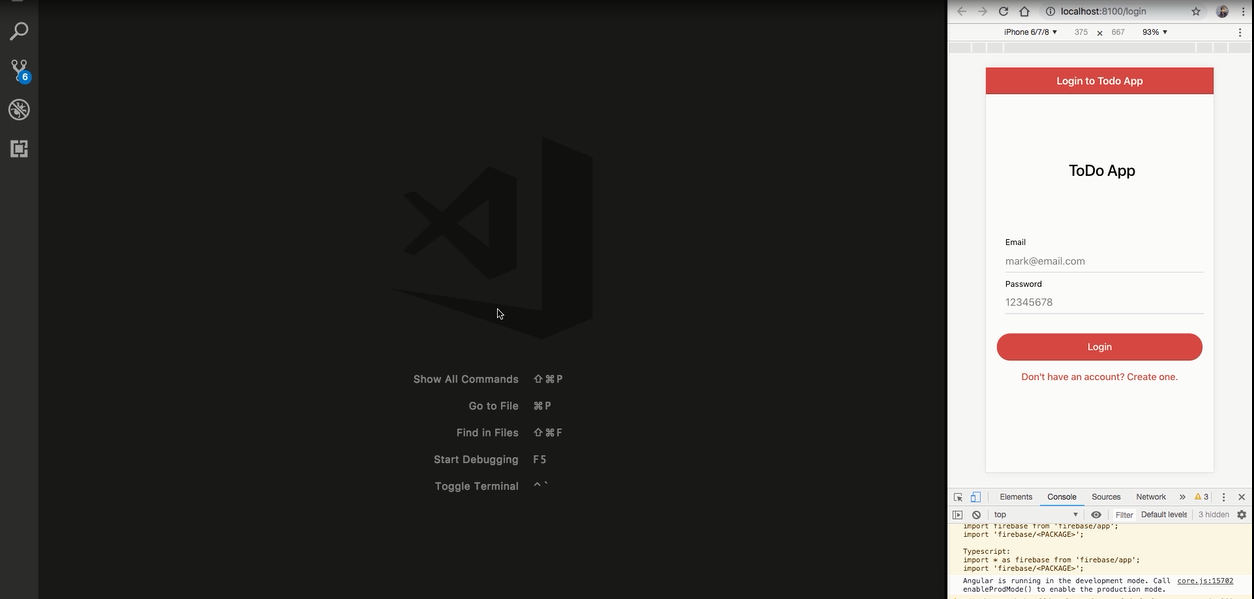 6
Show All Commands ⇧⌘P
Go to File ⌘P
Find in Files ⇧⌘F
Start Debugging F5
Toggle Terminal ^`
localhost:8100/login
iPhone 6/7/8 ▼ 375 × 667 93% ▼
Login to Todo App
ToDo App
Email
mark@email.com
Password
12345678
Login
Don't have an account? Create one.
Elements Console Sources Network » 3
top ▼ Filter Default levels 3 hidden
import firebase from 'firebase/app';
import 'firebase/<PACKAGE>';
Typescript:
import * as firebase from 'firebase/app';
import 'firebase/<PACKAGE>';
Angular is running in the development mode. Call core.js:15702
enableProdMode() to enable the production mode.